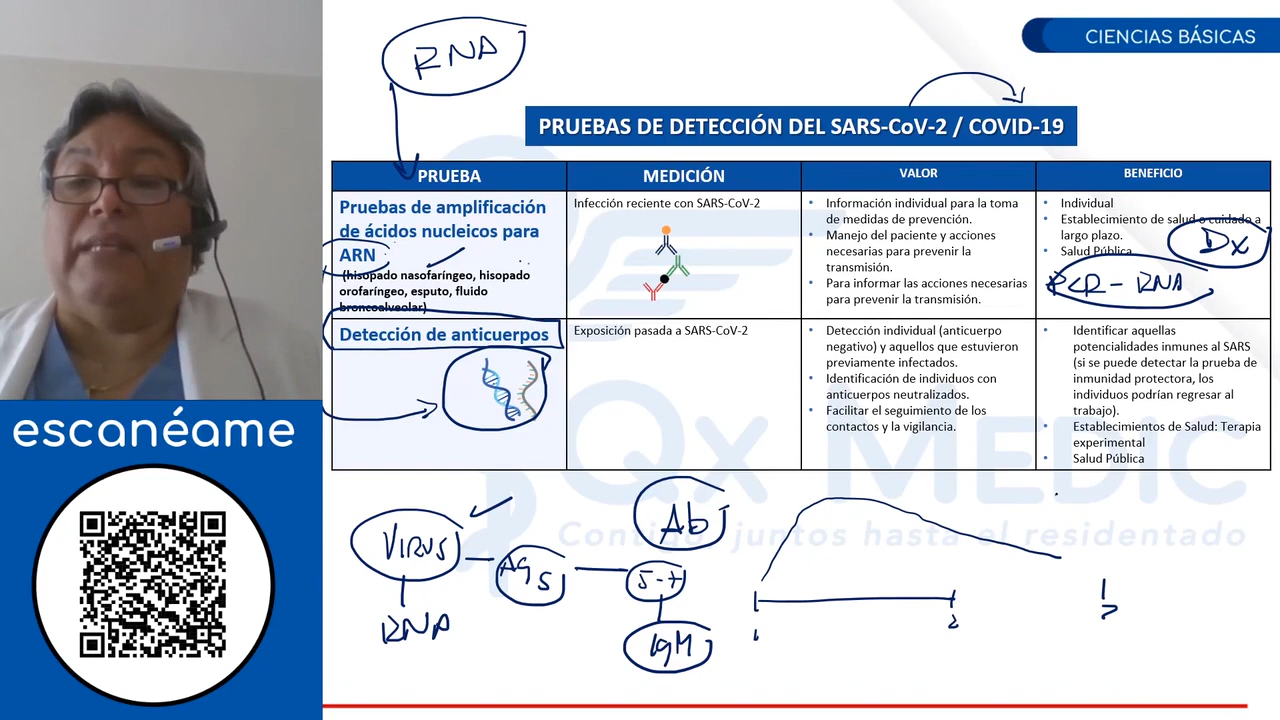 RNA
CIENCIAS BÁSICAS
PRUEBAS DE DETECCIÓN DEL SARS-CoV-2 / COVID-19
PRUEBA
MEDICIÓN
VALOR
BENEFICIO
Pruebas de amplificación
de ácidos nucleicos para
ARN
(hisopado nasofaríngeo, hisopado
orofaríngeo, esputo, fluido
broncoalveolar)
Infección reciente con SARS-CoV-2
• Información individual para la toma
de medidas de prevención.
• Manejo del paciente y acciones
necesarias para prevenir la
transmisión.
• Para informar las acciones necesarias
para prevenir la transmisión.
• Individual
• Establecimiento de salud o cuidado a
largo plazo.
• Salud Pública
Dx
PCR - RNA
Detección de anticuerpos
Exposición pasada a SARS-CoV-2
• Detección individual (anticuerpo
negativo) y aquellos que estuvieron
previamente infectados.
• Identificación de individuos con
anticuerpos neutralizados.
• Facilitar el seguimiento de los
contactos y la vigilancia.
• Identificar aquellas
potencialidades inmunes al SARS
(si se puede detectar la prueba de
inmunidad protectora, los
individuos podrían regresar al
trabajo).
• Establecimientos de Salud: Terapia
experimental
• Salud Pública
escanéame
Qx MEDIC
Contigo, juntos hasta el residentado
VIRUS
AgS
Ab
5-7
RNA
IgM
1
2